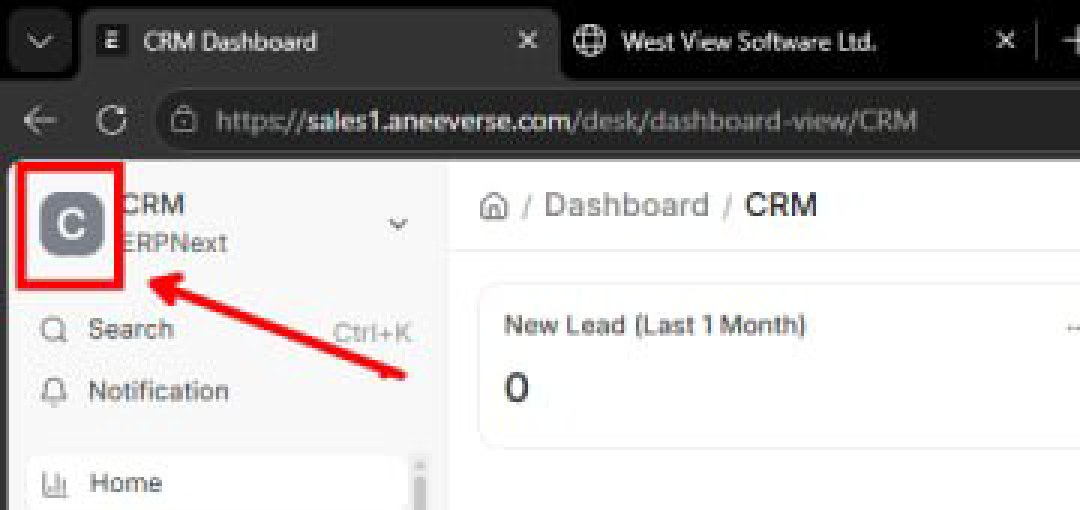 E CRM Dashboard
West View Software Ltd.
https://sales1.aneeverse.com/desk/dashboard-view/CRM
C
CRM
ERPNext
/ Dashboard / CRM
Search Ctrl+K
Notification
Home
New Lead (Last 1 Month)
0